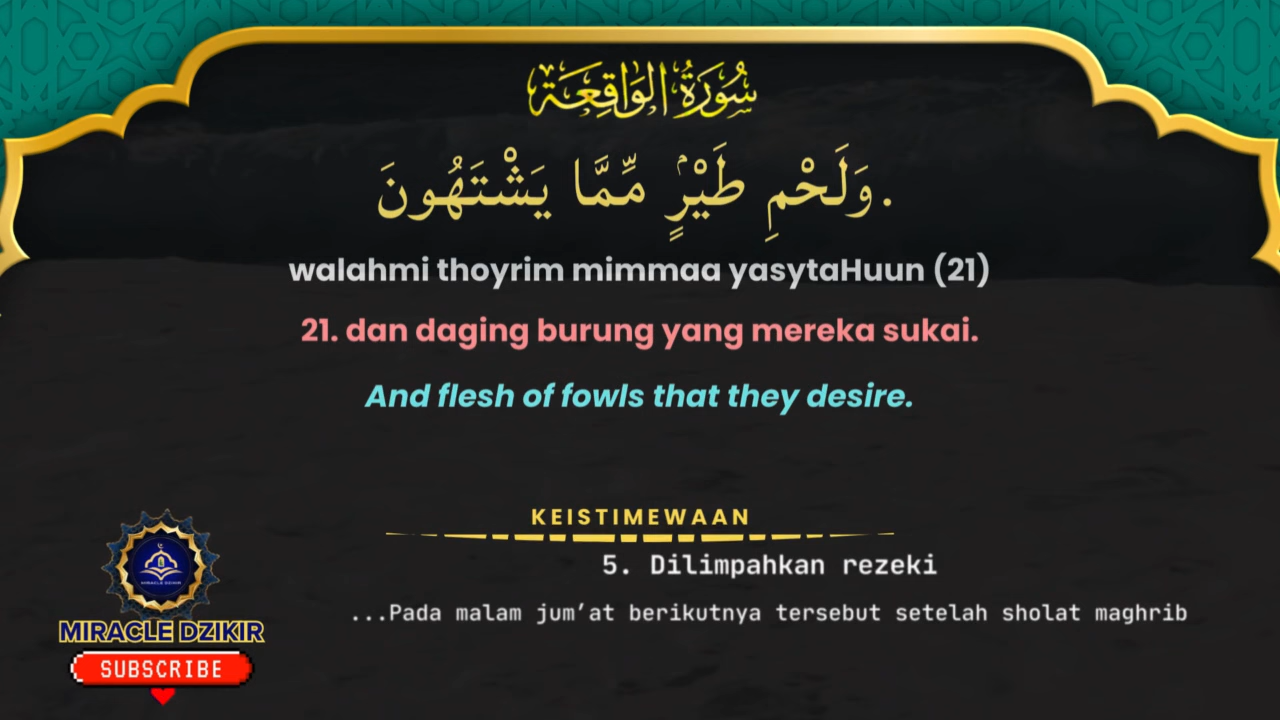 سُورَةُ الوَاقِعَة
وَلَحْمِ طَيْرٍۢ مِّمَّا يَشْتَهُونَ.
walahmi thoyrim mimmaa yasytaHuun (21)
21. dan daging burung yang mereka sukai.
And flesh of fowls that they desire.
KEISTIMEWAAN
5. Dilimpahkan rezeki
...Pada malam jum’at berikutnya tersebut setelah sholat maghrib
MIRACLE DZIKIR
MIRACLE DZIKIR
SUBSCRIBE